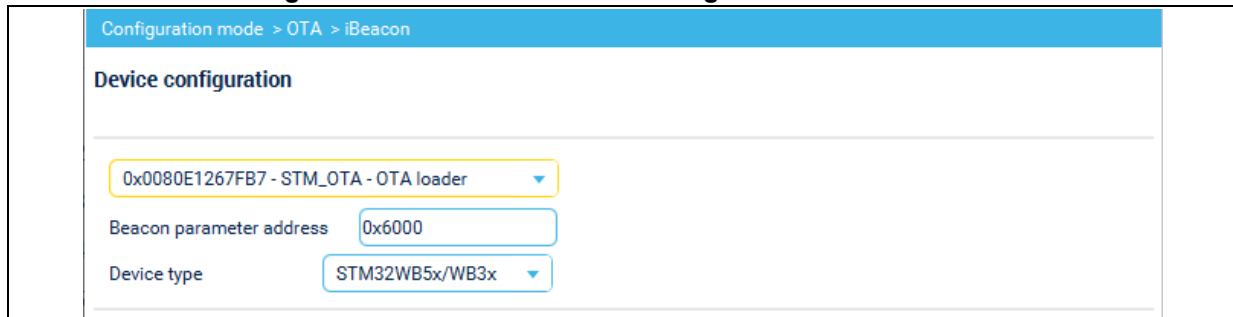 Configuration mode > OTA > iBeacon
Device configuration
0x0080E1267FB7 - STM_OTA - OTA loader
Beacon parameter address 0x6000
Device type STM32WB5x/WB3x